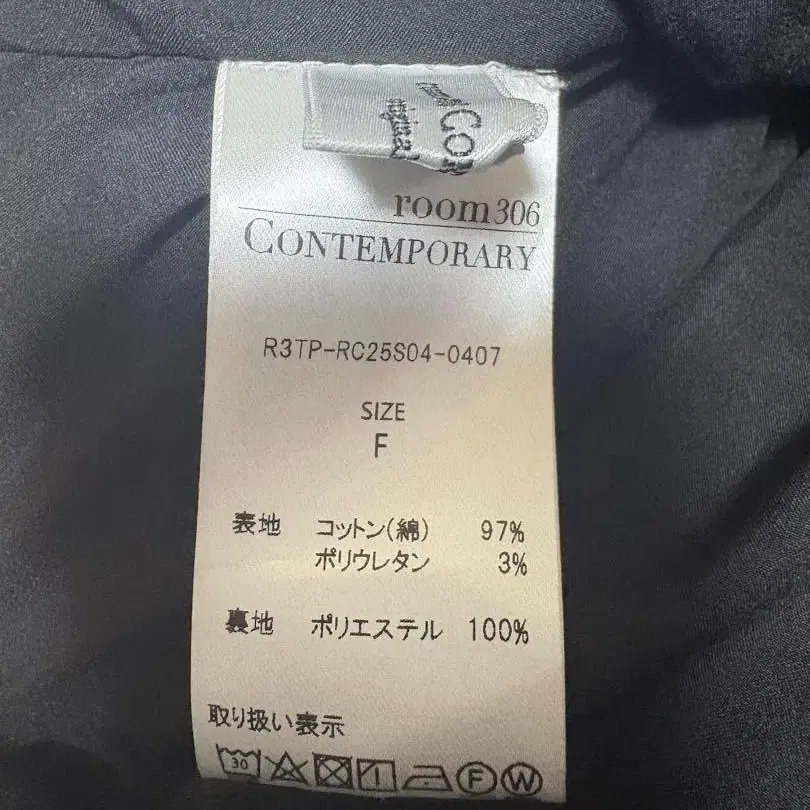 room306
CONTEMPORARY
R3TP-RC25S04-0407
SIZE
F
表地 コットン(綿) 97%
ポリウレタン 3%
裏地 ポリエステル 100%
取り扱い表示
30 F W